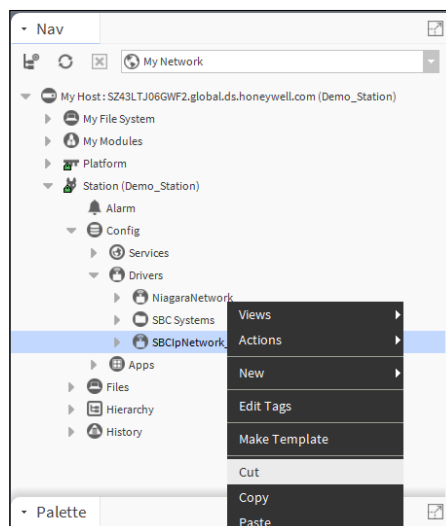 Nav
My Network
My Host : SZ43LTJ06GWF2.global.ds.honeywell.com (Demo_Station)
My File System
My Modules
Platform
Station (Demo_Station)
Alarm
Config
Services
Drivers
NiagaraNetwork
SBC Systems
SBCIpNetwork_
Apps
Files
Hierarchy
History
Views
Actions
New
Edit Tags
Make Template
Cut
Copy
Paste
Palette